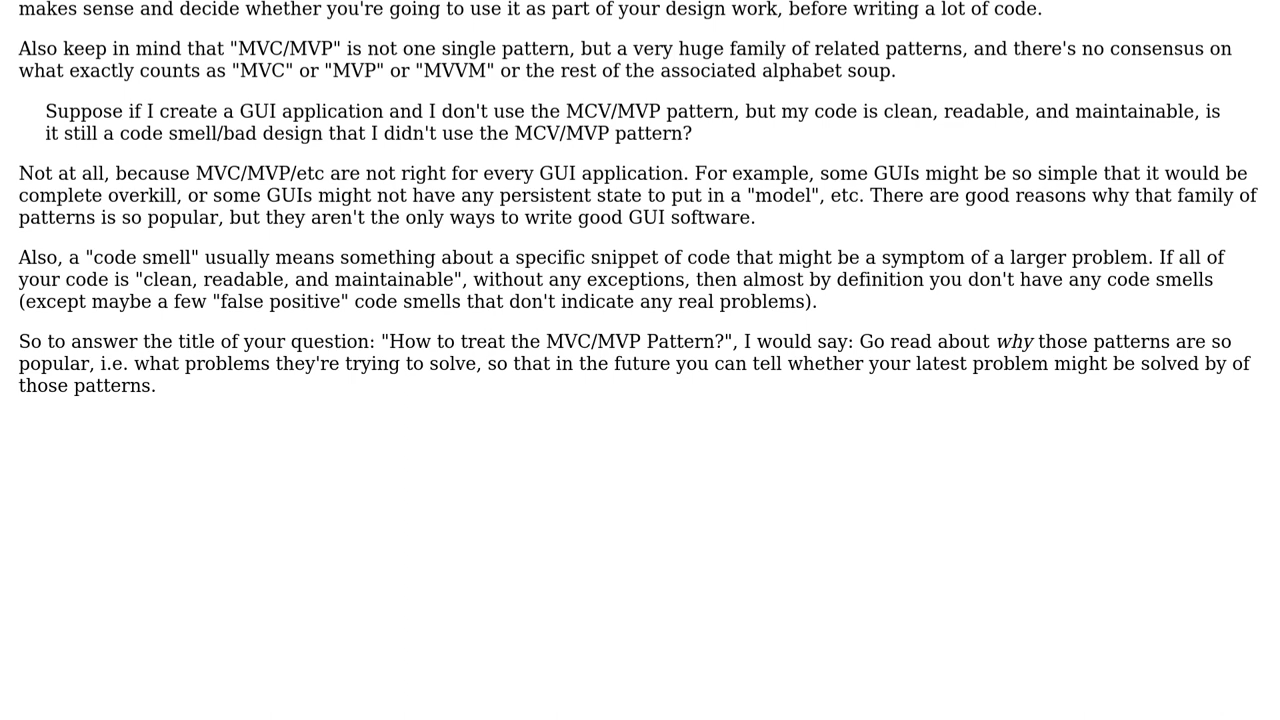 makes sense and decide whether you're going to use it as part of your design work, before writing a lot of code.
Also keep in mind that "MVC/MVP" is not one single pattern, but a very huge family of related patterns, and there's no consensus on
what exactly counts as "MVC" or "MVP" or "MVVM" or the rest of the associated alphabet soup.
Suppose if I create a GUI application and I don't use the MCV/MVP pattern, but my code is clean, readable, and maintainable, is
it still a code smell/bad design that I didn't use the MCV/MVP pattern?
Not at all, because MVC/MVP/etc are not right for every GUI application. For example, some GUIs might be so simple that it would be
complete overkill, or some GUIs might not have any persistent state to put in a "model", etc. There are good reasons why that family of
patterns is so popular, but they aren't the only ways to write good GUI software.
Also, a "code smell" usually means something about a specific snippet of code that might be a symptom of a larger problem. If all of
your code is "clean, readable, and maintainable", without any exceptions, then almost by definition you don't have any code smells
(except maybe a few "false positive" code smells that don't indicate any real problems).
So to answer the title of your question: "How to treat the MVC/MVP Pattern?", I would say: Go read about why those patterns are so
popular, i.e. what problems they're trying to solve, so that in the future you can tell whether your latest problem might be solved by of
those patterns.